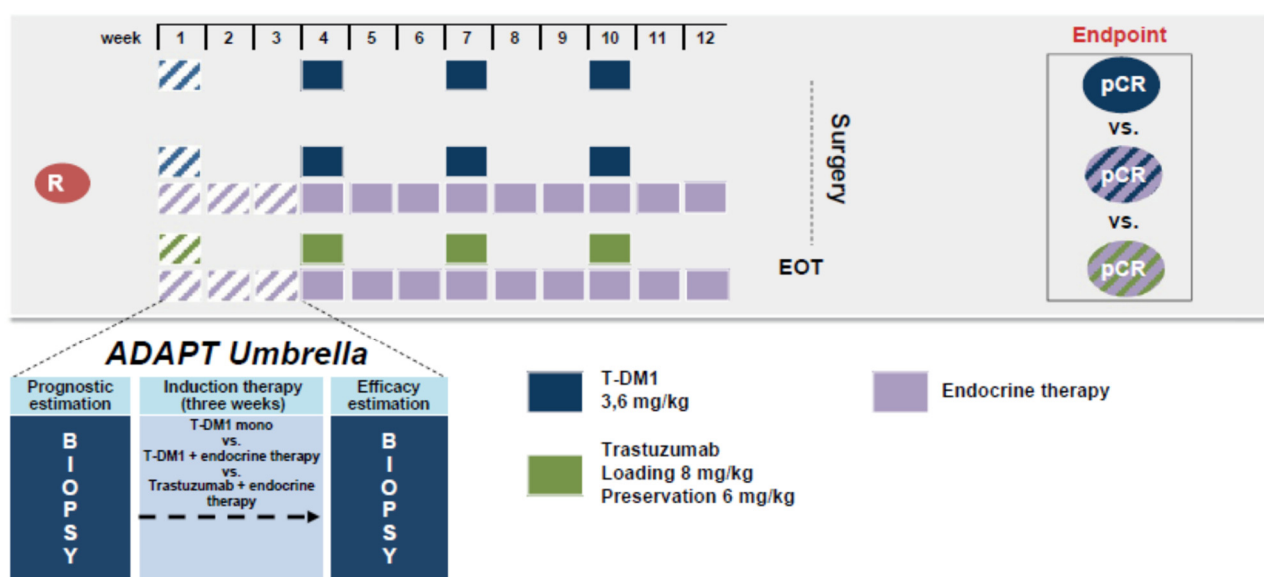 week 1 2 3 4 5 6 7 8 9 10 11 12
Endpoint
R
Surgery
EOT
pCR
vs.
pCR
vs.
pCR
ADAPT Umbrella
Prognostic
estimation
B
I
O
P
S
Y
Induction therapy
(three weeks)
T-DM1 mono
vs.
T-DM1 + endocrine therapy
vs.
Trastuzumab + endocrine
therapy
Efficacy
estimation
B
I
O
P
S
Y
T-DM1
3,6 mg/kg
Trastuzumab
Loading 8 mg/kg
Preservation 6 mg/kg
Endocrine therapy